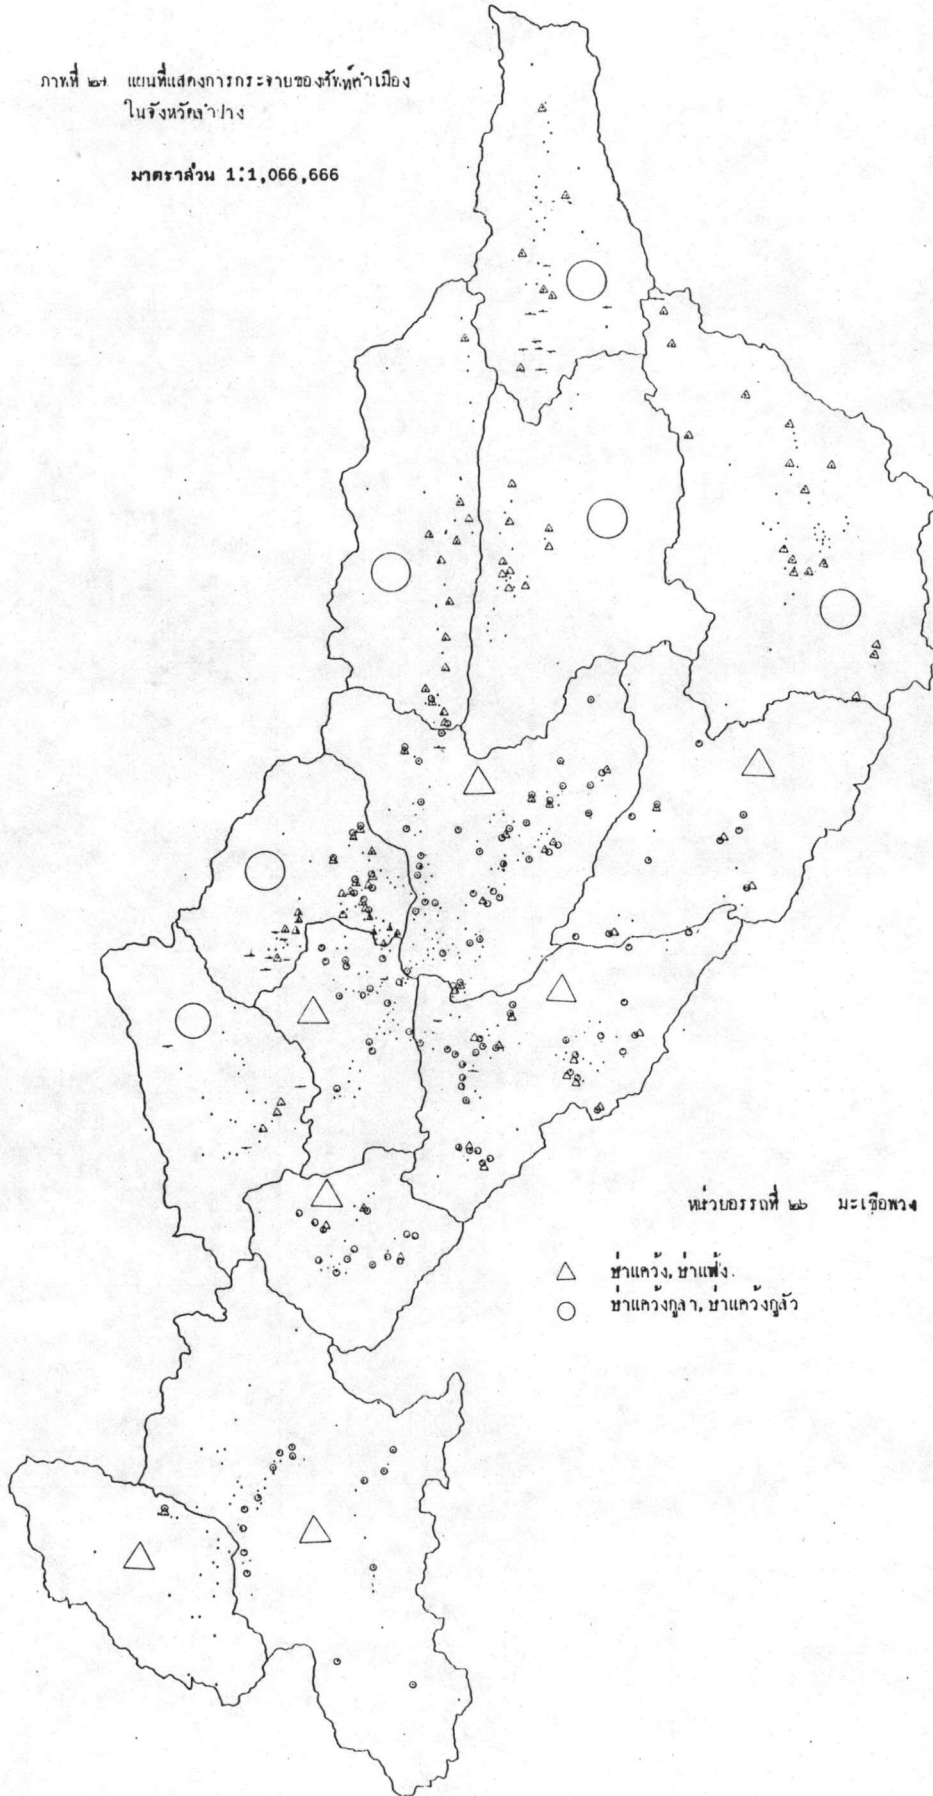 ภาพที่ ๒๗ แผนที่แสดงการกระจายของศัพท์คำเมือง
ในจังหวัดลำปาง
มาตราส่วน 1:1,066,666
หน่วยอรรถที่ ๒๖ มะเขือพวง
บ่าแคว้ง, บ่าแฟ้ง.
บ่าแคว้งกูลา, บ่าแคว้งกูลัว